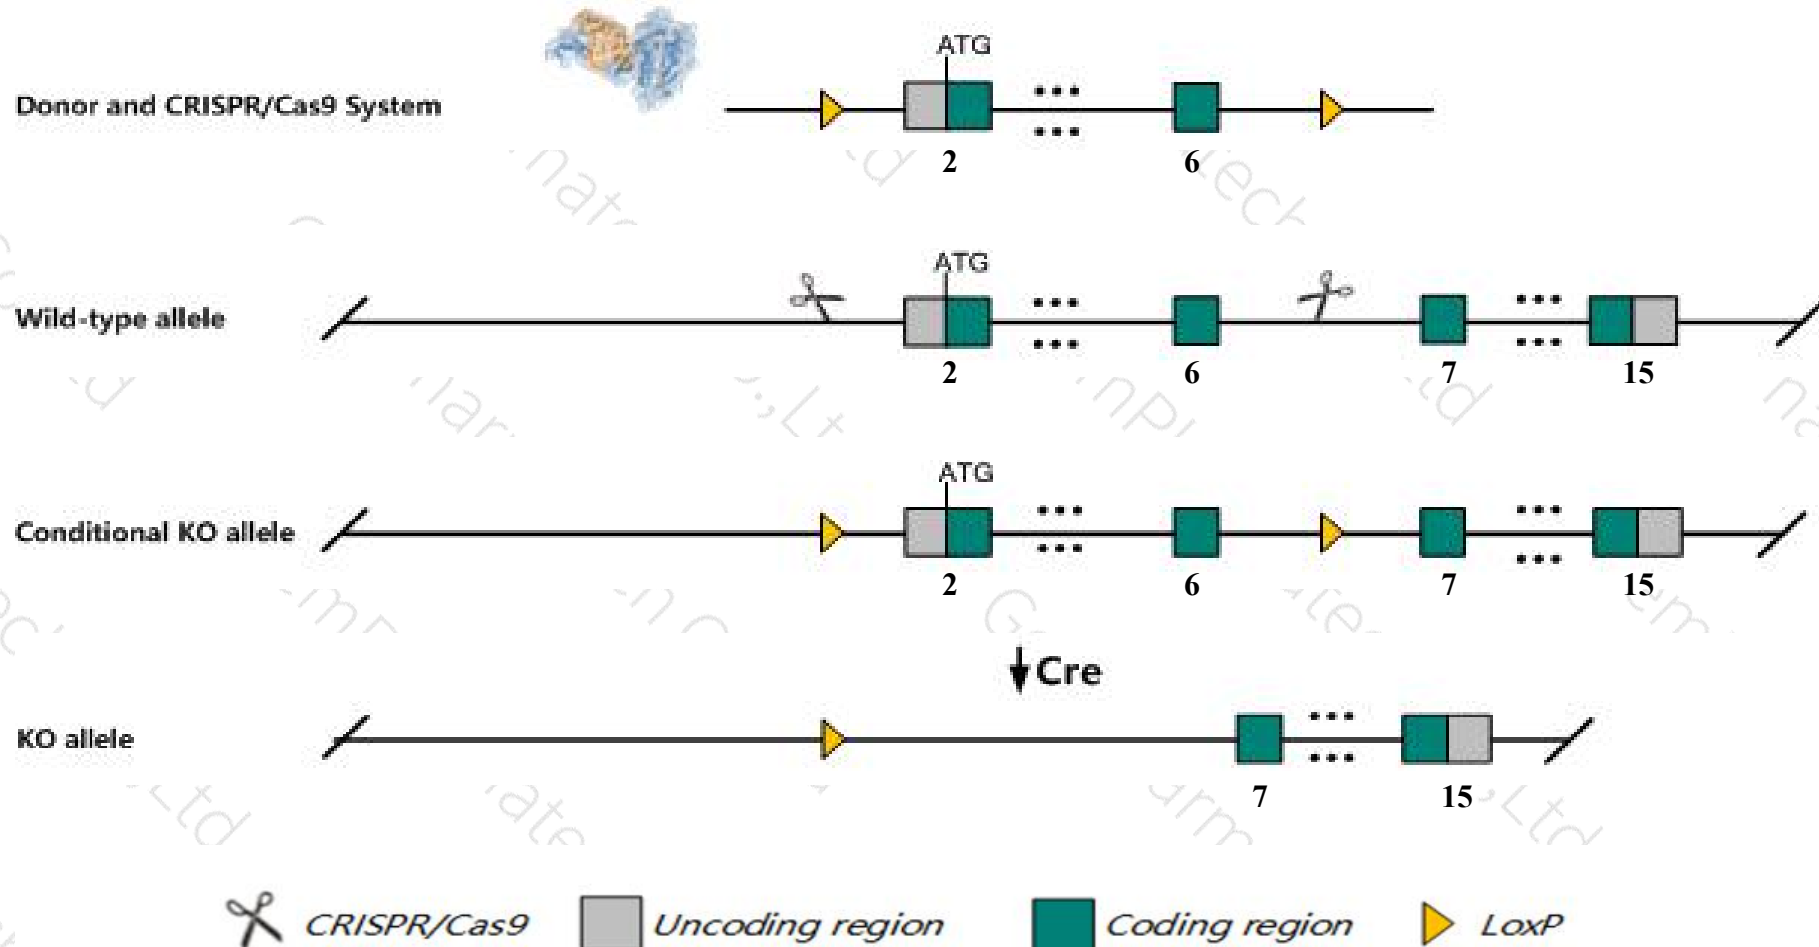 ATG
Donor and CRISPR/Cas9 System
2 6
ATG
Wild-type allele
2 6 7 15
ATG
Conditional KO allele
2 6 7 15
Cre
KO allele
7 15
CRISPR/Cas9 Uncoding region Coding region LoxP